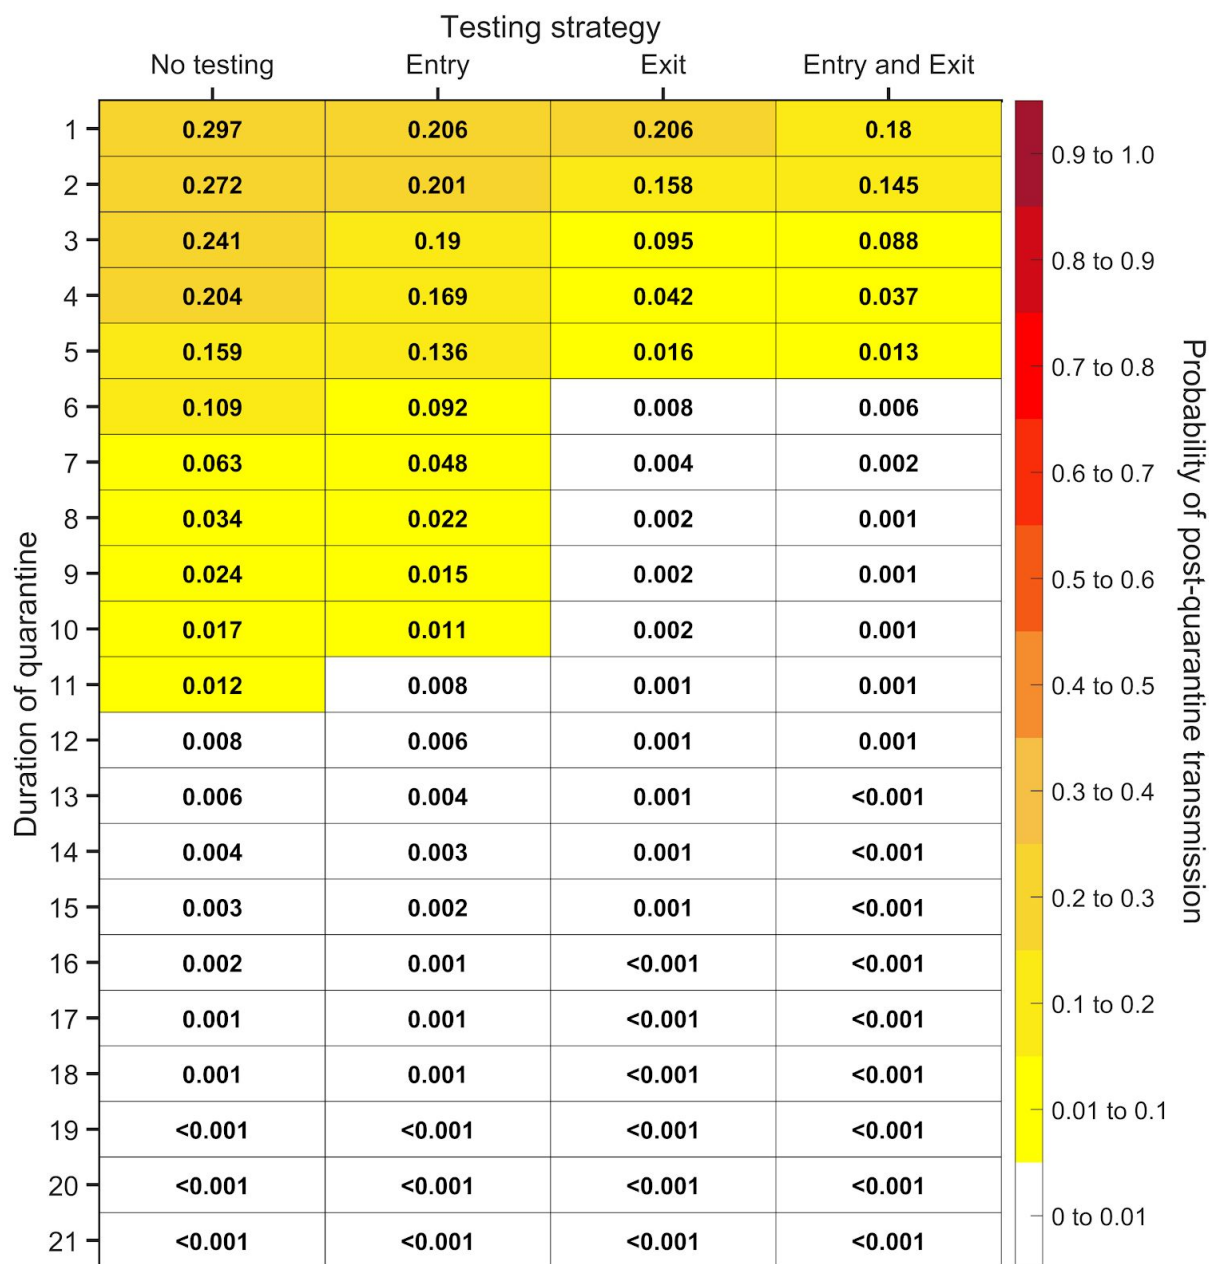 Testing strategy
No testing Entry Exit Entry and Exit
1 0.297 0.206 0.206 0.18
2 0.272 0.201 0.158 0.145
3 0.241 0.19 0.095 0.088
4 0.204 0.169 0.042 0.037
5 0.159 0.136 0.016 0.013
6 0.109 0.092 0.008 0.006
7 0.063 0.048 0.004 0.002
8 0.034 0.022 0.002 0.001
9 0.024 0.015 0.002 0.001
10 0.017 0.011 0.002 0.001
11 0.012 0.008 0.001 0.001
12 0.008 0.006 0.001 0.001
13 0.006 0.004 0.001 <0.001
14 0.004 0.003 0.001 <0.001
15 0.003 0.002 0.001 <0.001
16 0.002 0.001 <0.001 <0.001
17 0.001 0.001 <0.001 <0.001
18 0.001 0.001 <0.001 <0.001
19 <0.001 <0.001 <0.001 <0.001
20 <0.001 <0.001 <0.001 <0.001
21 <0.001 <0.001 <0.001 <0.001
Duration of quarantine
0.9 to 1.0
0.8 to 0.9
0.7 to 0.8
0.6 to 0.7
0.5 to 0.6
0.4 to 0.5
0.3 to 0.4
0.2 to 0.3
0.1 to 0.2
0.01 to 0.1
0 to 0.01
Probability of post-quarantine transmission